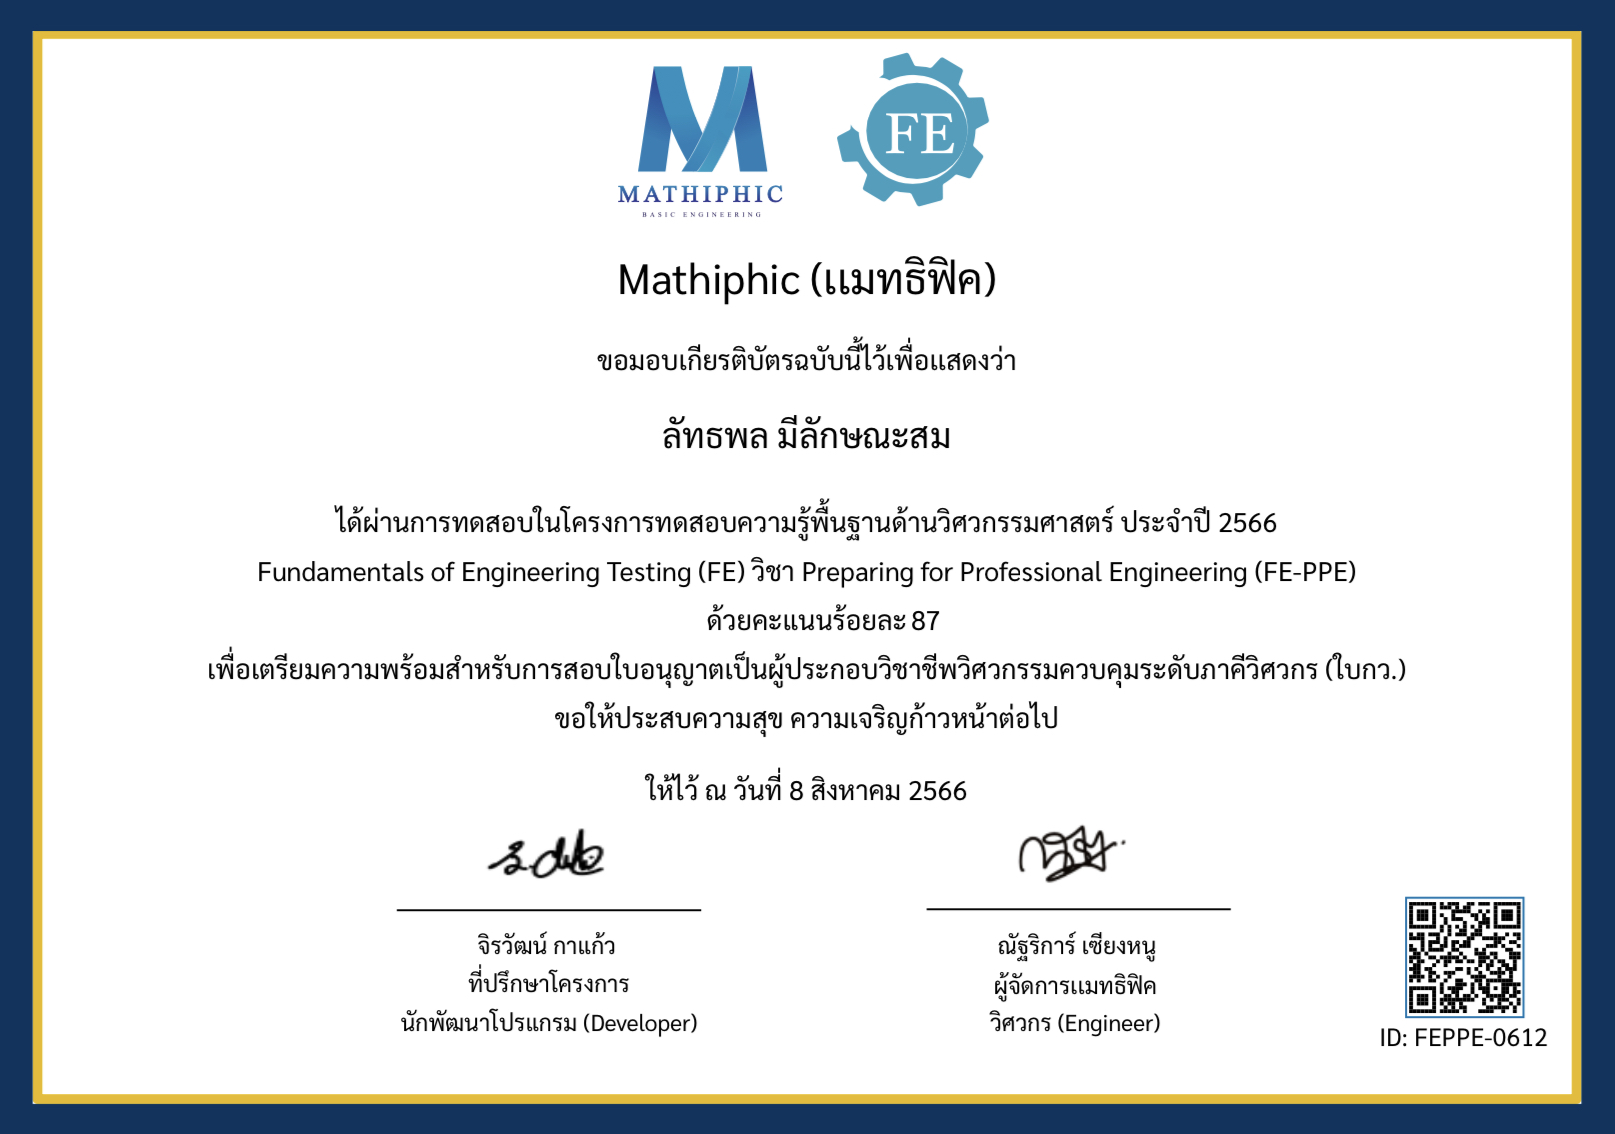 MATHIPHIC
BASIC ENGINEERING
FE
Mathiphic (แมทธิฟิค)
ขอมอบเกียรติบัตรฉบับนี้ไว้เพื่อแสดงว่า
ลัทธพล มีลักษณะสม
ได้ผ่านการทดสอบในโครงการทดสอบความรู้พื้นฐานด้านวิศวกรรมศาสตร์ ประจำปี 2566
Fundamentals of Engineering Testing (FE) วิชา Preparing for Professional Engineering (FE-PPE)
ด้วยคะแนนร้อยละ 87
เพื่อเตรียมความพร้อมสำหรับการสอบใบอนุญาตเป็นผู้ประกอบวิชาชีพวิศวกรรมควบคุมระดับภาคีวิศวกร (ใบกว.)
ขอให้ประสบความสุข ความเจริญก้าวหน้าต่อไป
ให้ไว้ ณ วันที่ 8 สิงหาคม 2566
จิรวัฒน์ กาแก้ว
ที่ปรึกษาโครงการ
นักพัฒนาโปรแกรม (Developer)
ณัฐริการ์ เซียงหนู
ผู้จัดการแมทธิฟิค
วิศวกร (Engineer)
ID: FEPPE-0612